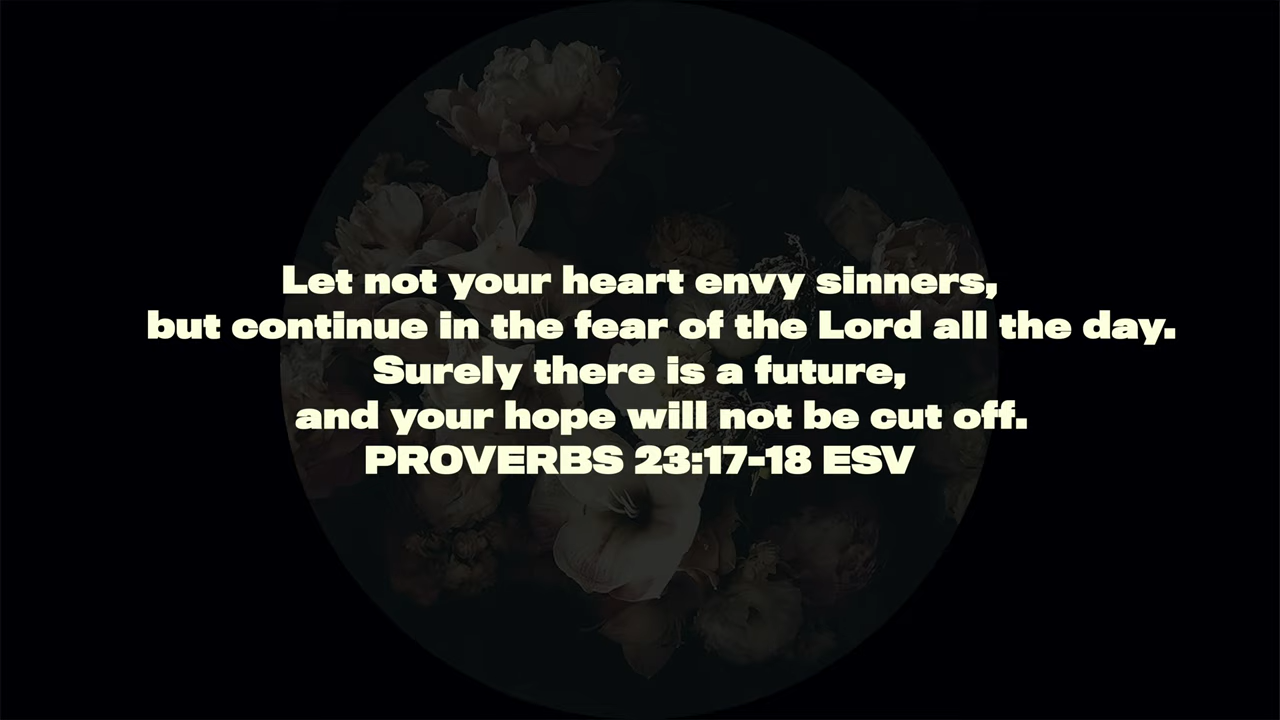 Let not your heart envy sinners,
but continue in the fear of the Lord all the day.
Surely there is a future,
and your hope will not be cut off.
PROVERBS 23:17-18 ESV